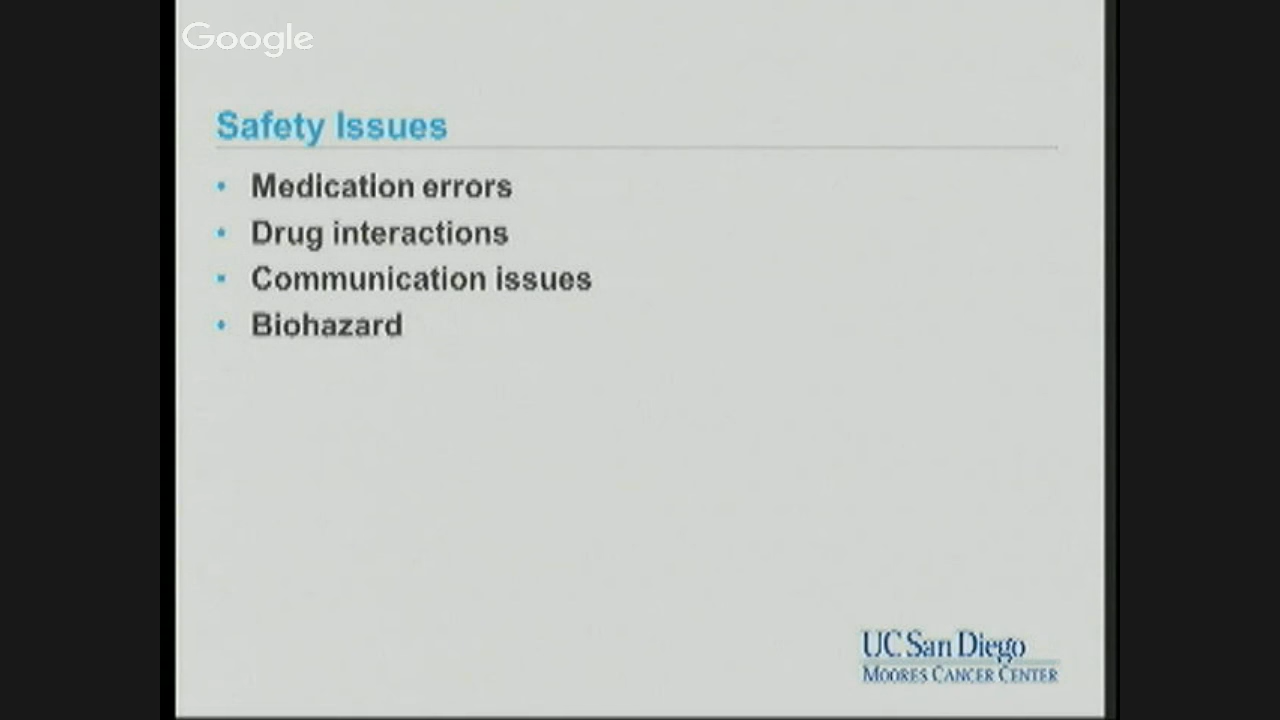 Google
Safety Issues
• Medication errors
• Drug interactions
• Communication issues
• Biohazard
UC San Diego
MOORES CANCER CENTER